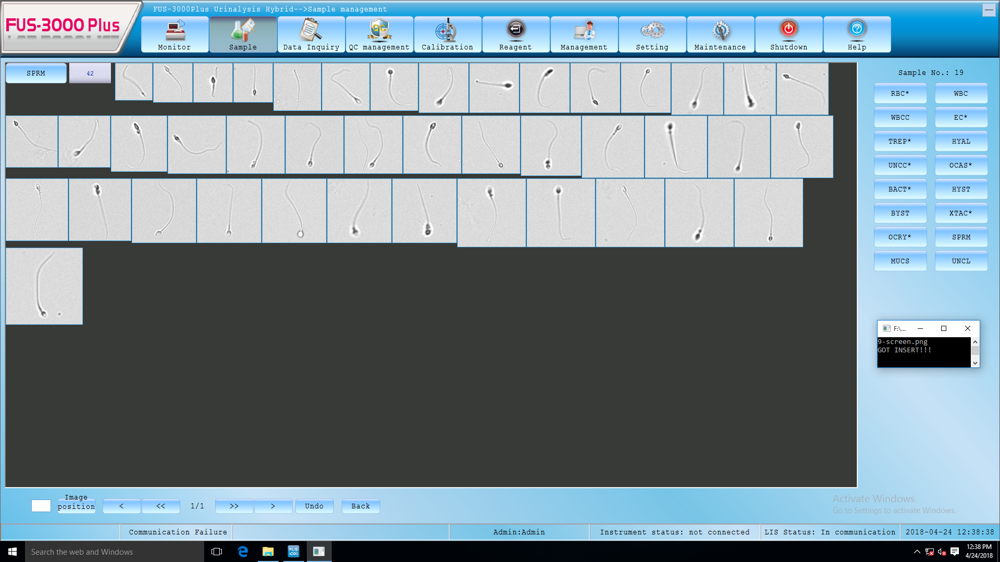 FUS-3000Plus Urinalysis Hybrid-->Sample management
FUS-3000 Plus
Monitor
Sample
Data Inquiry
QC management
Calibration
Reagent
Management
Setting
Maintenance
Shutdown
Help
QC
SPRM
42
Sample No.: 19
RBC*
WBC
WBCC
EC*
TREP*
HYAL
UNCC*
OCAS*
BACT*
HYST
BYST
XTAC*
OCRY*
SPRM
MUCS
UNCL
F:\...
9-screen.png
GOT INSERT!!!
Image
position
<
<<
1/1
>>
>
Undo
Back
Activate Windows
Go to Settings to activate Windows.
Communication Failure
Admin:Admin
Instrument status: not connected
LIS Status: In communication
2018-04-24 12:38:38
Search the web and Windows
FUS
1000
12:38 PM
4/24/2018